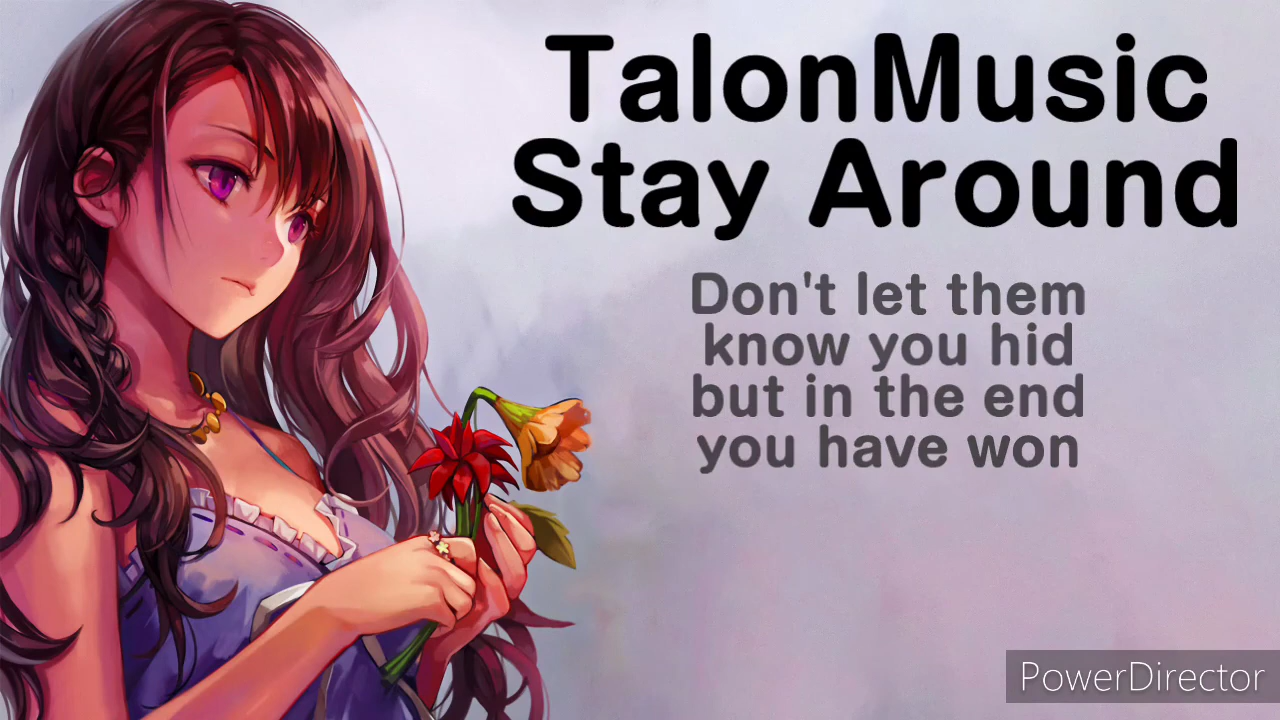 TalonMusic
Stay Around
Don't let them
know you hid
but in the end
you have won
PowerDirector